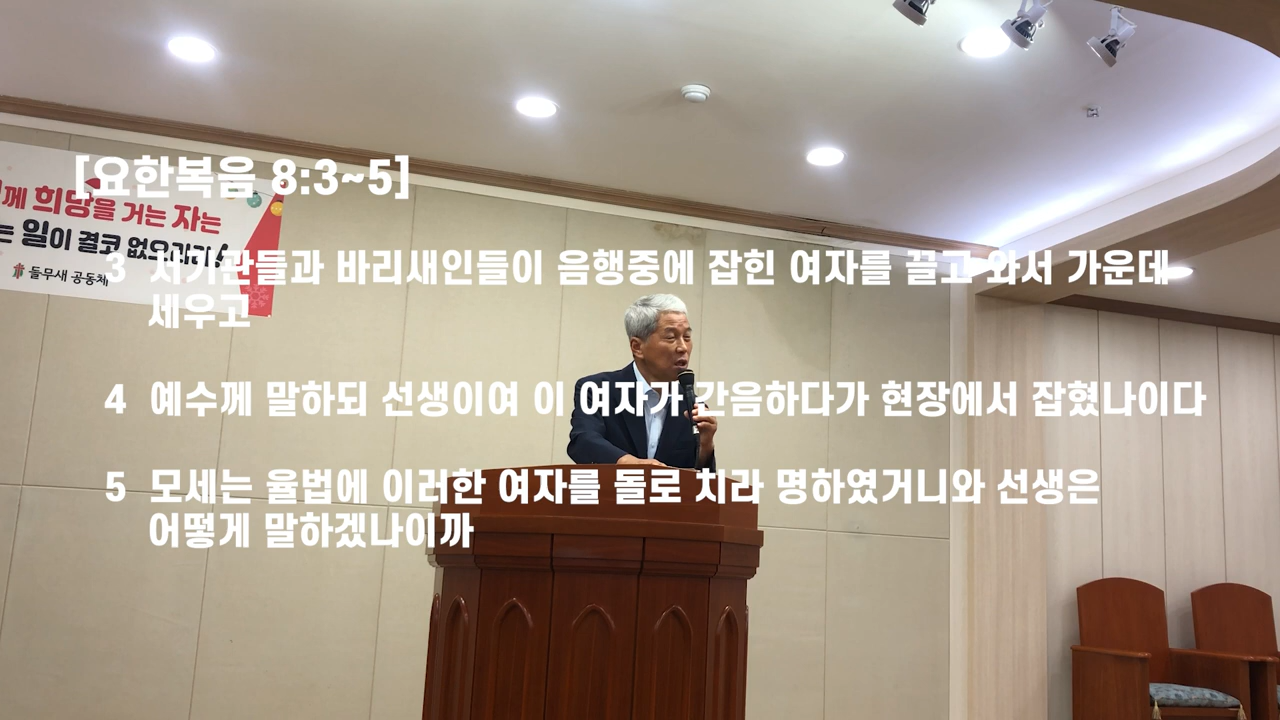 [요한복음 8:3~5]
께 희망을 거는 자는
는 일이 결코 없으리라!
들무새 공동체
3 서기관들과 바리새인들이 음행중에 잡힌 여자를 끌고 와서 가운데
세우고
4 예수께 말하되 선생이여 이 여자가 간음하다가 현장에서 잡혔나이다
5 모세는 율법에 이러한 여자를 돌로 치라 명하였거니와 선생은
어떻게 말하겠나이까